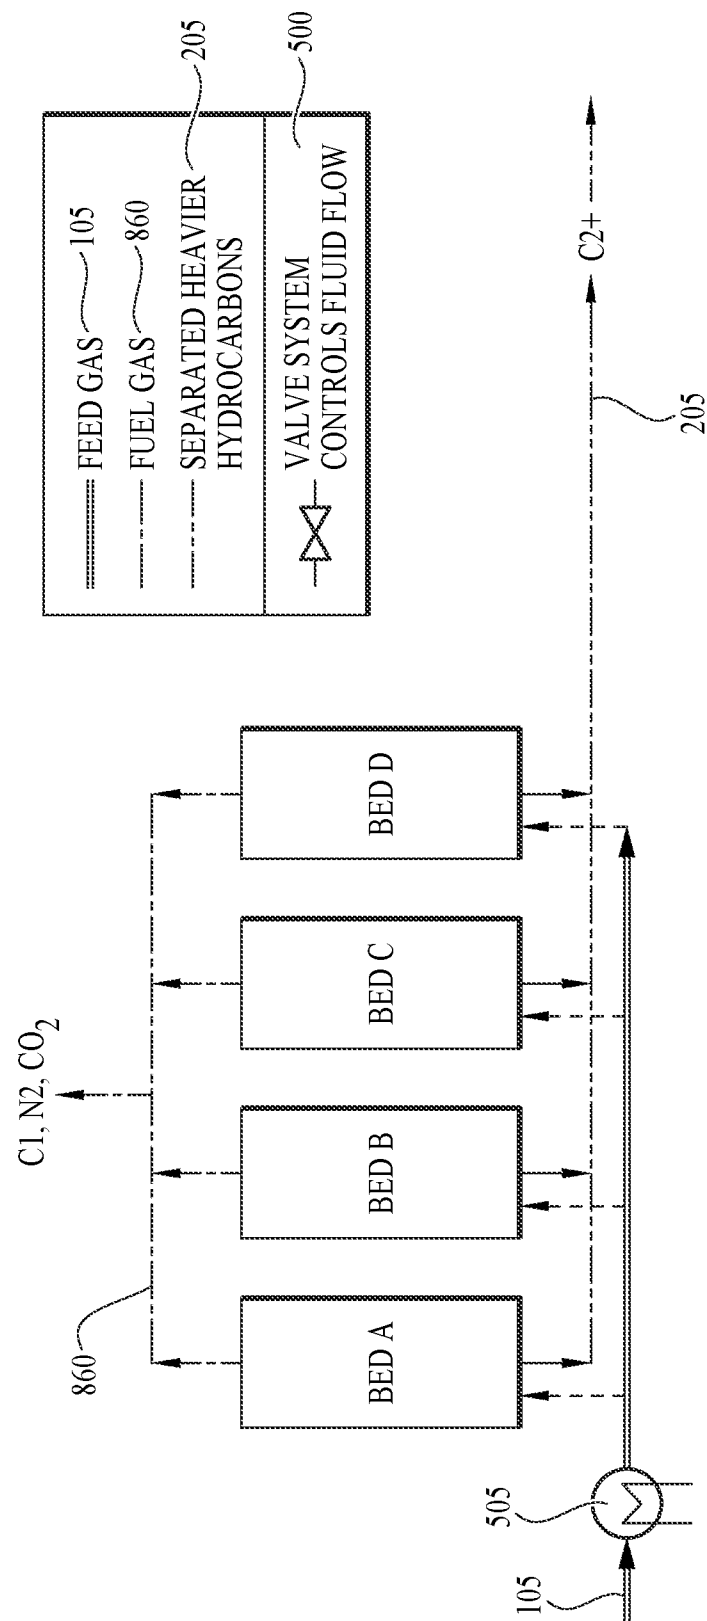 C1, N2, CO2
860
BED A
BED B
BED C
BED D
105
505
C2+
205
FEED GAS 105
FUEL GAS 860
SEPARATED HEAVIER 205
HYDROCARBONS
VALVE SYSTEM 500
CONTROLS FLUID FLOW